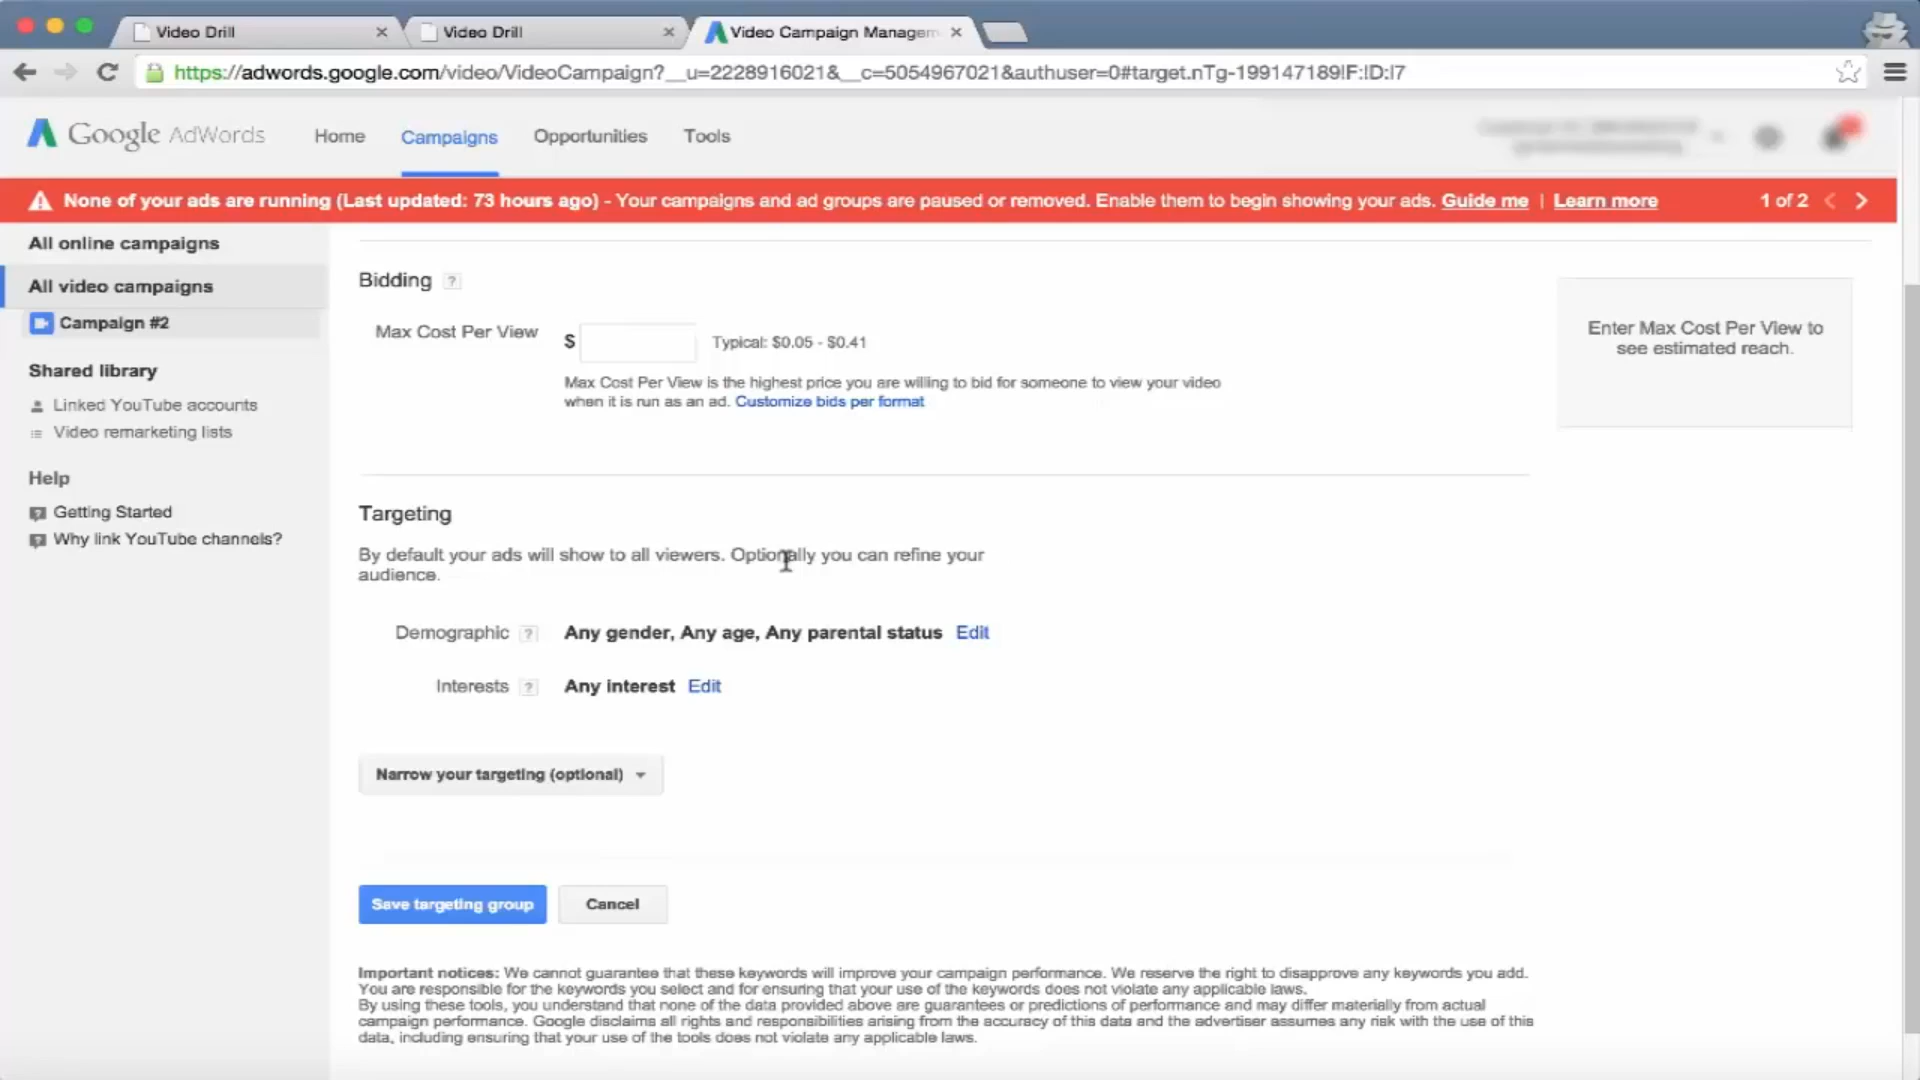 Video Drill
Video Drill
Video Campaign Managem
https://adwords.google.com/video/VideoCampaign?__u=2228916021&__c=5054967021&authuser=0#target.nTg-199147189!F:!D:!7
Google AdWords
Home
Campaigns
Opportunities
Tools
None of your ads are running (Last updated: 73 hours ago) - Your campaigns and ad groups are paused or removed. Enable them to begin showing your ads. Guide me | Learn more
1 of 2
All online campaigns
All video campaigns
Campaign #2
Shared library
Linked YouTube accounts
Video remarketing lists
Help
Getting Started
Why link YouTube channels?
Bidding ?
Max Cost Per View
$
Typical: $0.05 - $0.41
Max Cost Per View is the highest price you are willing to bid for someone to view your video
when it is run as an ad. Customize bids per format
Enter Max Cost Per View to
see estimated reach.
Targeting
By default your ads will show to all viewers. Optionally you can refine your
audience.
Demographic ? Any gender, Any age, Any parental status Edit
Interests ? Any interest Edit
Narrow your targeting (optional)
Save targeting group
Cancel
Important notices: We cannot guarantee that these keywords will improve your campaign performance. We reserve the right to disapprove any keywords you add.
You are responsible for the keywords you select and for ensuring that your use of the keywords does not violate any applicable laws.
By using these tools, you understand that none of the data provided above are guarantees or predictions of performance and may differ materially from actual
campaign performance. Google disclaims all rights and responsibilities arising from the accuracy of this data and the advertiser assumes any risk with the use of this
data, including ensuring that your use of the tools does not violate any applicable laws.